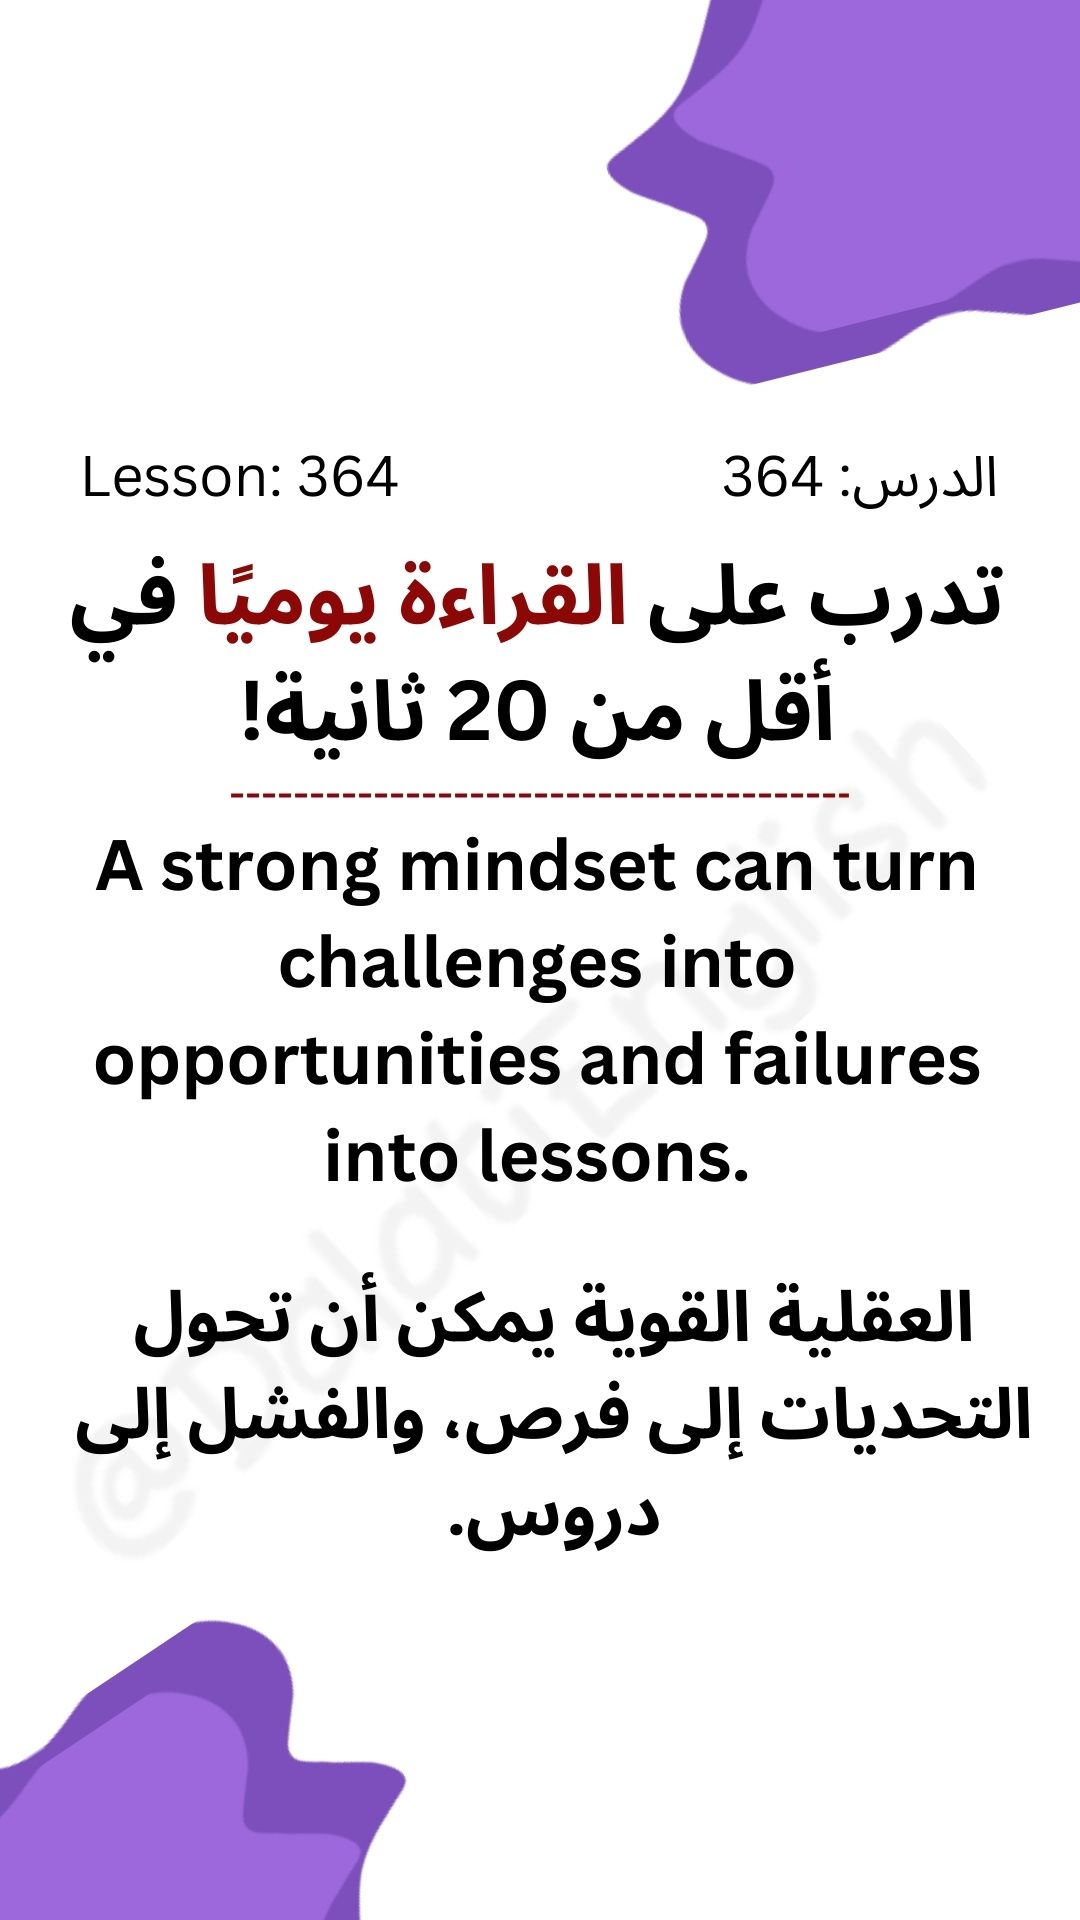 Lesson: 364
الدرس: 364
تدرب على القراءة يوميًا في
أقل من 20 ثانية!
---------------------------------------
A strong mindset can turn
challenges into
opportunities and failures
into lessons.
العقلية القوية يمكن أن تحول
التحديات إلى فرص، والفشل إلى
دروس.
@Dalati English